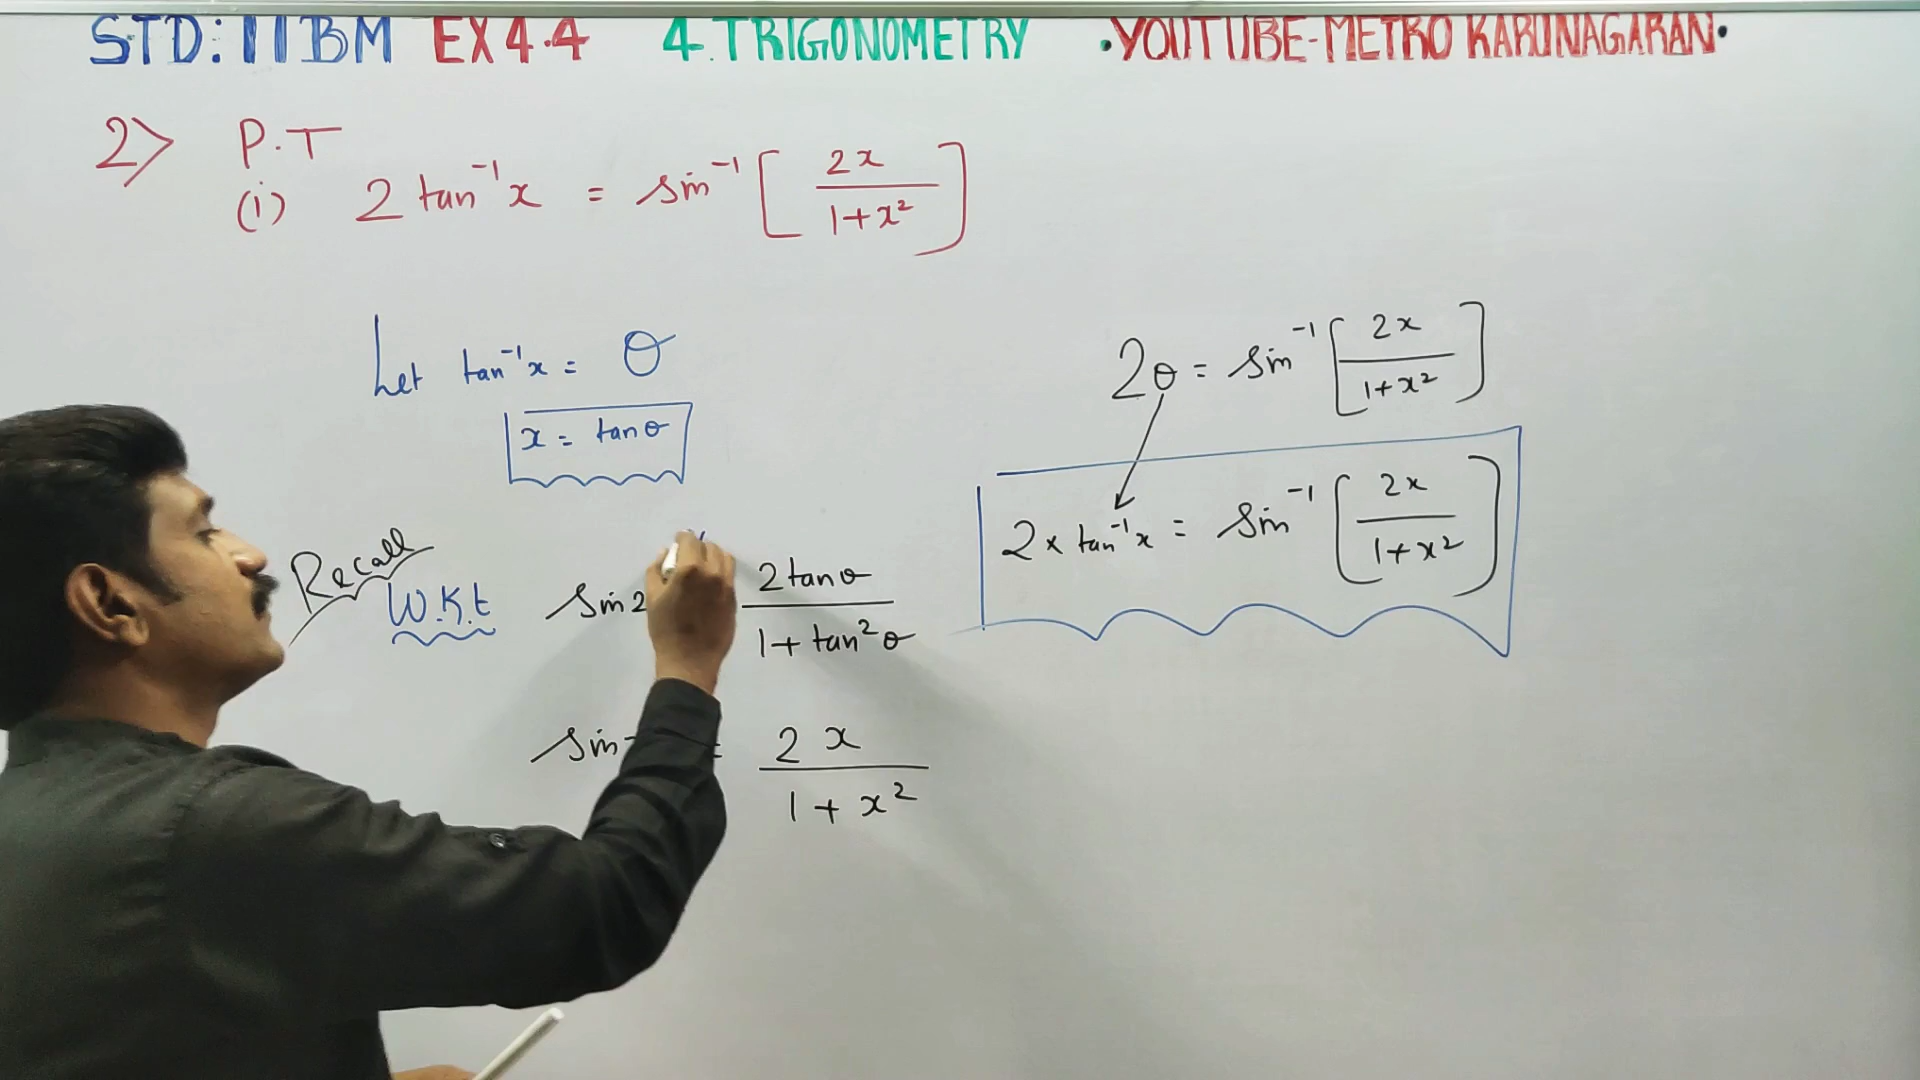 STD: 11 BM EX 4.4 4. TRIGONOMETRY • YOUTUBE-METRO KARUNAGARAN •
2> P.T
(i) 2 tan⁻¹x = sin⁻¹ [ 2x / 1+x² ]
Let tan⁻¹x = θ
x = tanθ
Recall
W.K.t sin2 2tanθ / 1+tan²θ
sin = 2x / 1+x²
2θ = sin⁻¹ [ 2x / 1+x² ]
2 × tan⁻¹x = sin⁻¹ [ 2x / 1+x² ]